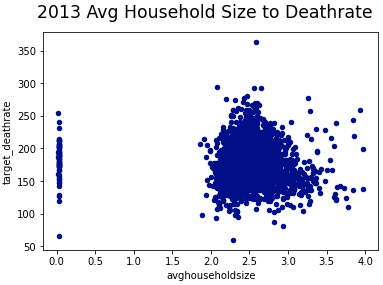 2013 Avg Household Size to Deathrate
350
300
250
200
150
100
50
target_deathrate
0.0 0.5 1.0 1.5 2.0 2.5 3.0 3.5 4.0
avghouseholdsize